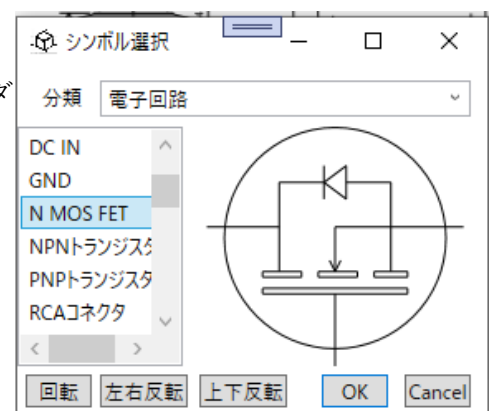 シンボル選択
ダ
分類 電子回路
DC IN
GND
N MOS FET
NPNトランジスタ
PNPトランジスタ
RCAコネクタ
回転 左右反転 上下反転 OK Cancel